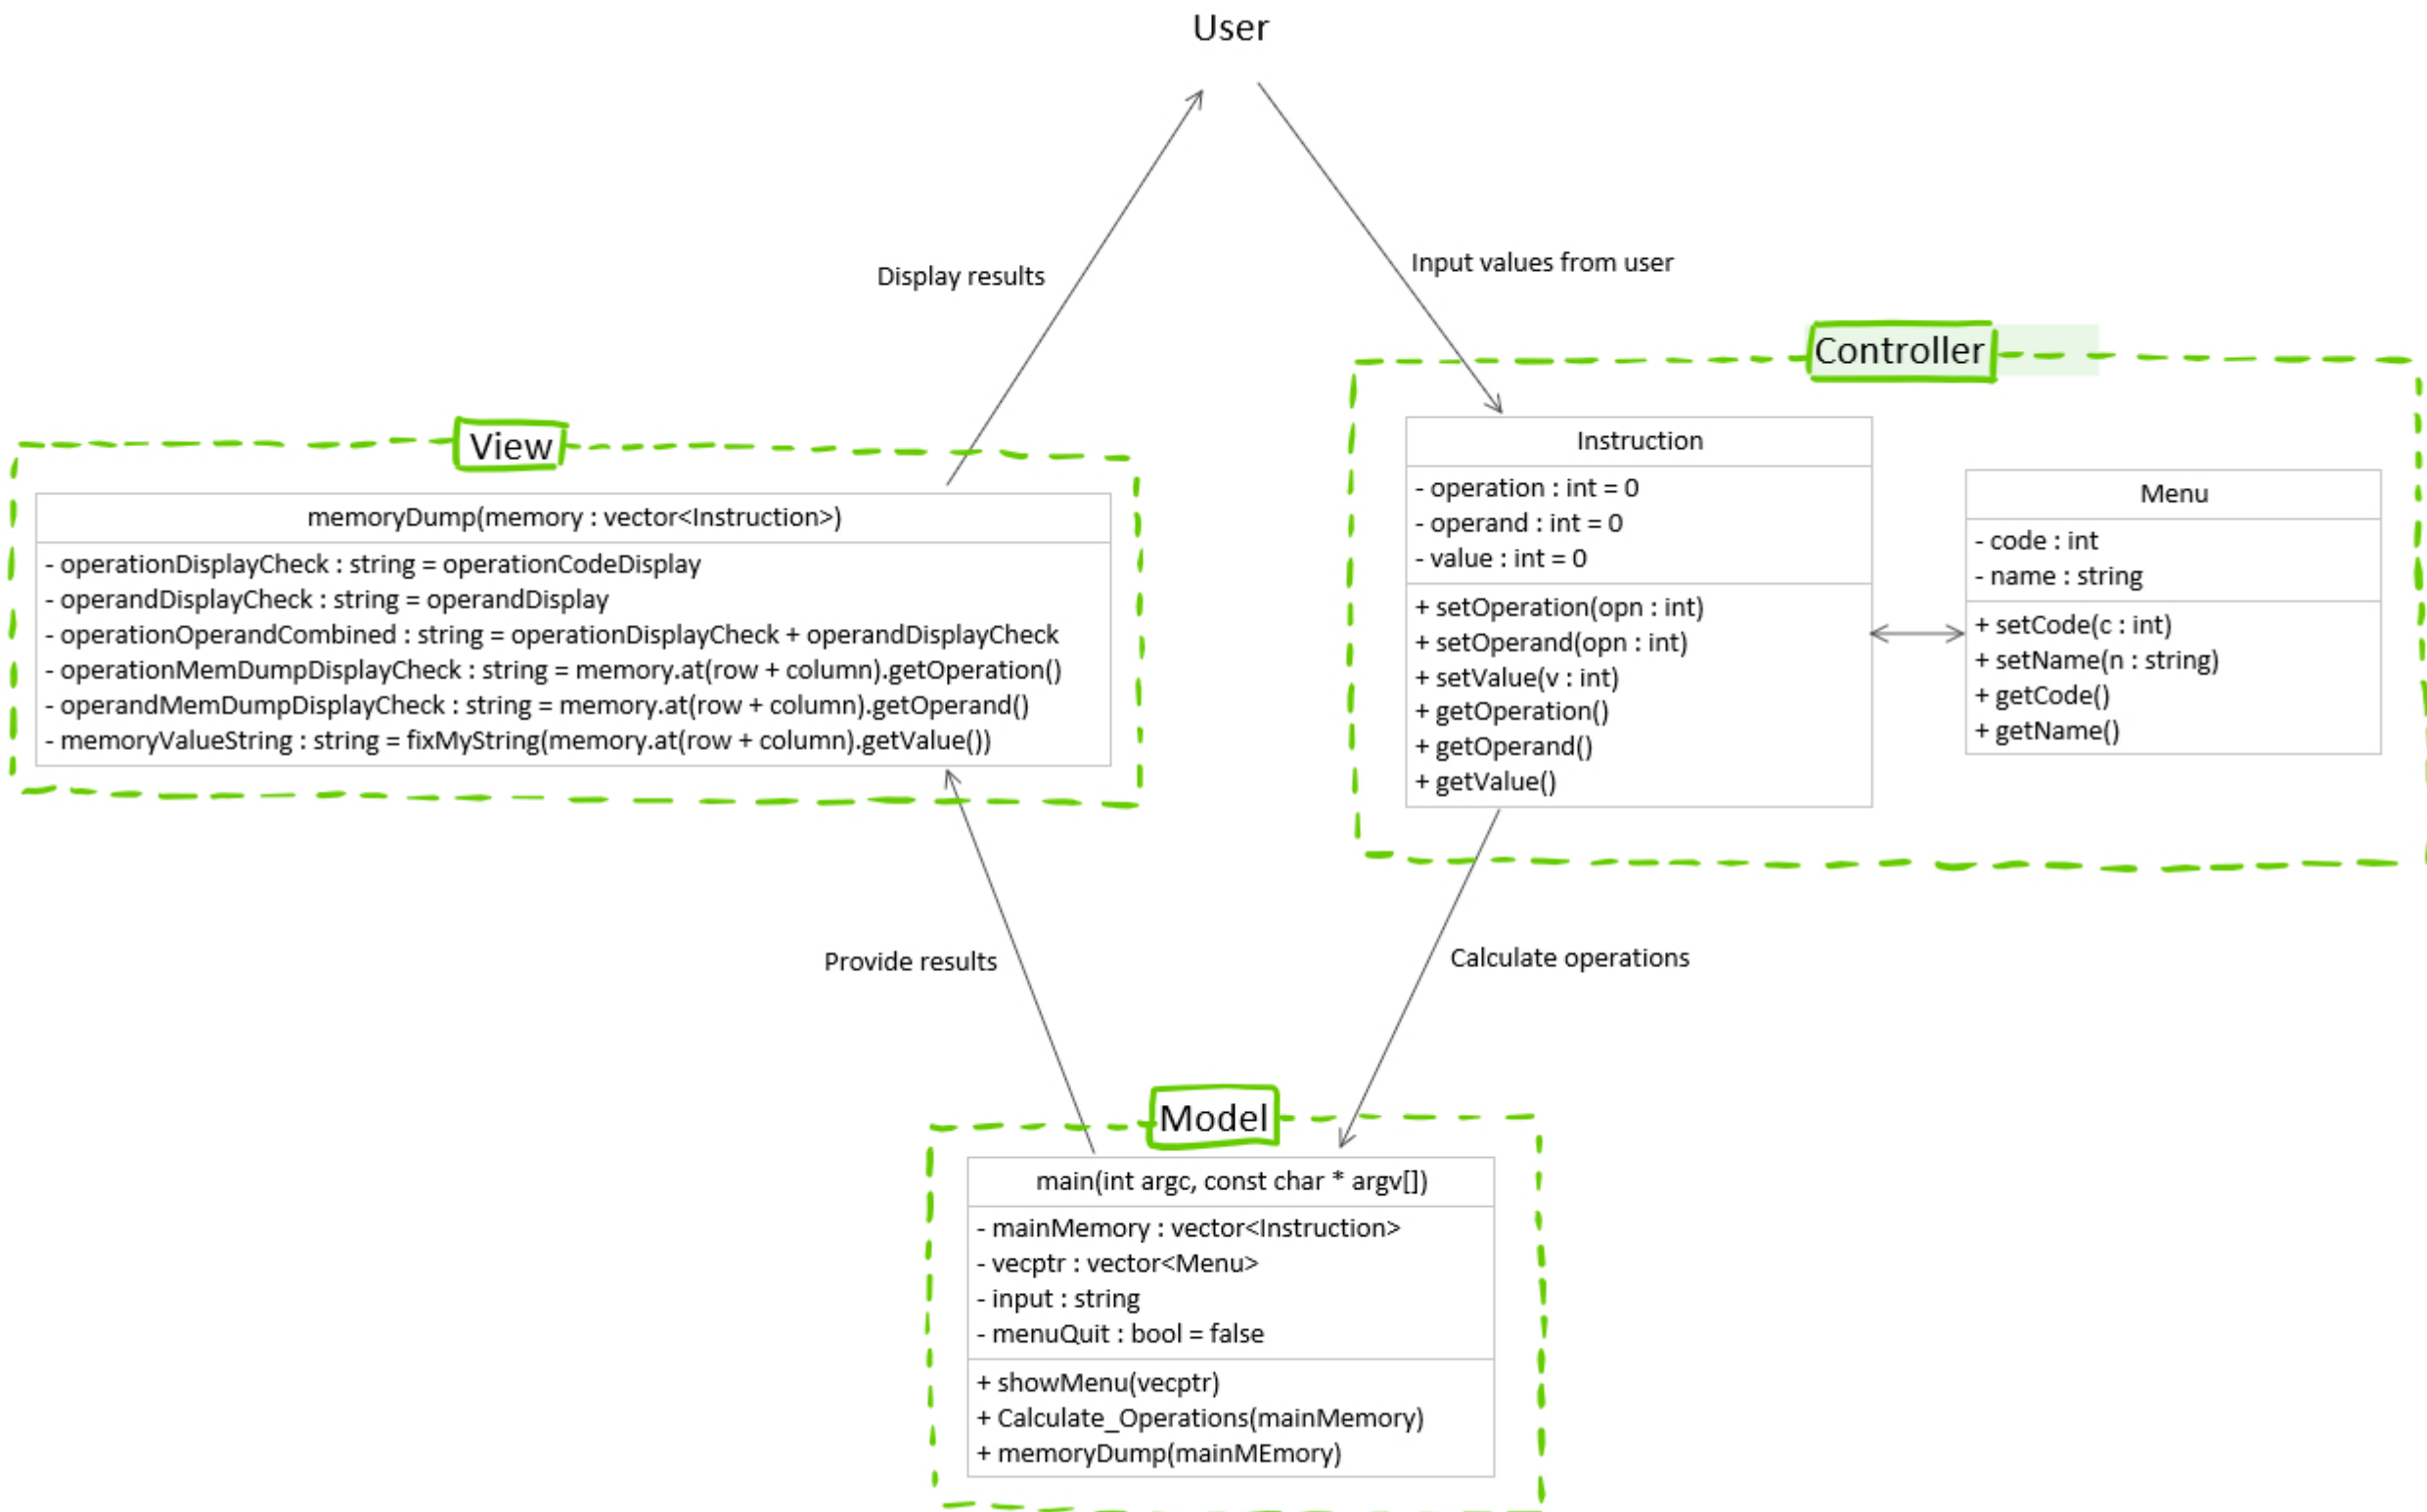 User
Display results
Input values from user
Controller
View
memoryDump(memory : vector<Instruction>)
- operationDisplayCheck : string = operationCodeDisplay
- operandDisplayCheck : string = operandDisplay
- operationOperandCombined : string = operationDisplayCheck + operandDisplayCheck
- operationMemDumpDisplayCheck : string = memory.at(row + column).getOperation()
- operandMemDumpDisplayCheck : string = memory.at(row + column).getOperand()
- memoryValueString : string = fixMyString(memory.at(row + column).getValue())
Instruction
- operation : int = 0
- operand : int = 0
- value : int = 0
+ setOperation(opn : int)
+ setOperand(opn : int)
+ setValue(v : int)
+ getOperation()
+ getOperand()
+ getValue()
Menu
- code : int
- name : string
+ setCode(c : int)
+ setName(n : string)
+ getCode()
+ getName()
Provide results
Calculate operations
Model
main(int argc, const char * argv[])
- mainMemory : vector<Instruction>
- vecptr : vector<Menu>
- input : string
- menuQuit : bool = false
+ showMenu(vecptr)
+ Calculate_Operations(mainMemory)
+ memoryDump(mainMEmory)